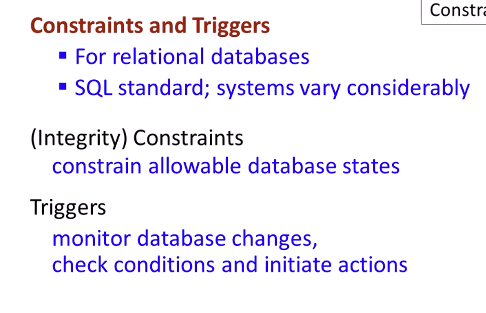 Constra
Constraints and Triggers
▪ For relational databases
▪ SQL standard; systems vary considerably
(Integrity) Constraints
constrain allowable database states
Triggers
monitor database changes,
check conditions and initiate actions